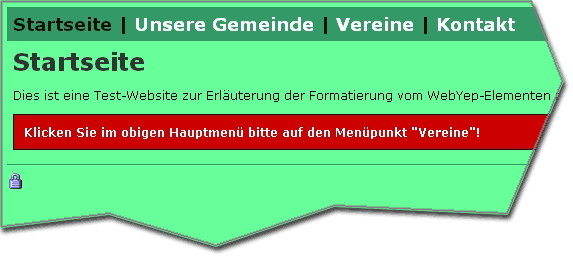 Startseite | Unsere Gemeinde | Vereine | Kontakt
Startseite
Dies ist eine Test-Website zur Erläuterung der Formatierung vom WebYep-Elementen
Klicken Sie im obigen Hauptmenü bitte auf den Menüpunkt "Vereine"!